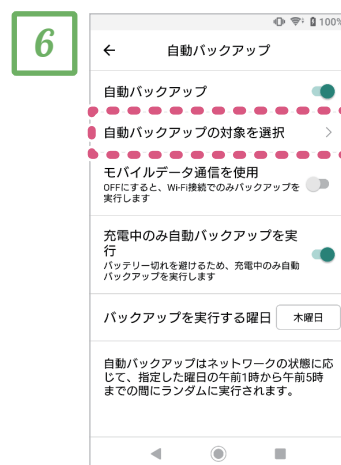 6
100%
自動バックアップ
自動バックアップ
自動バックアップの対象を選択
モバイルデータ通信を使用
OFFにすると、Wi-Fi接続でのみバックアップを
実行します
充電中のみ自動バックアップを実
行
バッテリー切れを避けるため、充電中のみ自動
バックアップを実行します
バックアップを実行する曜日 木曜日
自動バックアップはネットワークの状態に応
じて、指定した曜日の午前1時から午前5時
までの間にランダムに実行されます。